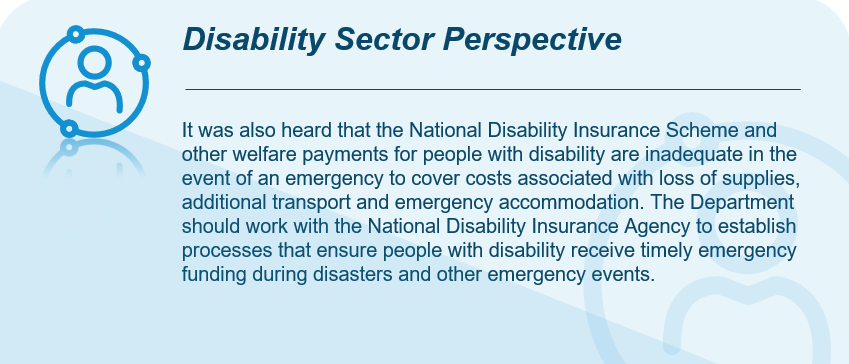 Disability Sector Perspective
It was also heard that the National Disability Insurance Scheme and
other welfare payments for people with disability are inadequate in the
event of an emergency to cover costs associated with loss of supplies,
additional transport and emergency accommodation. The Department
should work with the National Disability Insurance Agency to establish
processes that ensure people with disability receive timely emergency
funding during disasters and other emergency events.